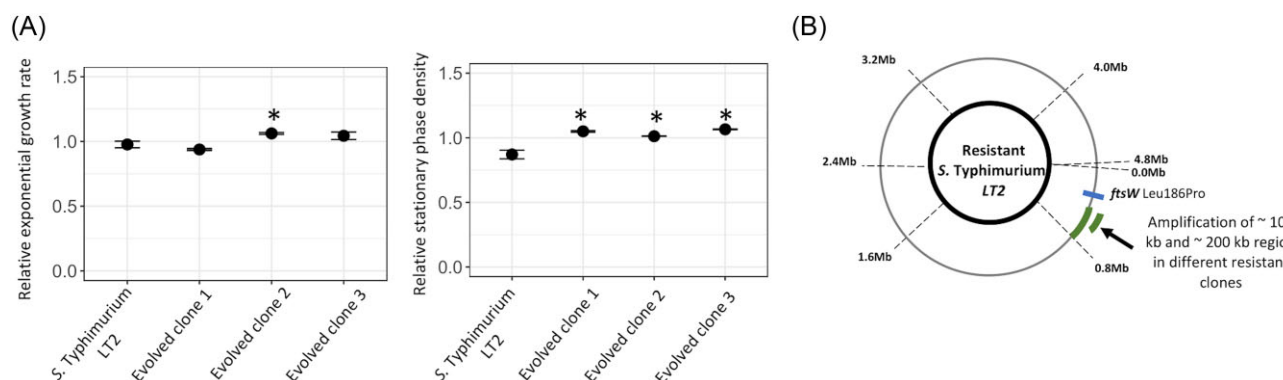 (A)
Relative exponential growth rate
1.5
1.0
0.5
0.0
*
S. Typhimurium
LT2
Evolved clone 1
Evolved clone 2
Evolved clone 3
Relative stationary phase density
1.5
1.0
0.5
0.0
*
*
*
S. Typhimurium
LT2
Evolved clone 1
Evolved clone 2
Evolved clone 3
(B)
3.2Mb
4.0Mb
2.4Mb
Resistant
S. Typhimurium
LT2
4.8Mb
0.0Mb
ftsW Leu186Pro
1.6Mb
0.8Mb
Amplification of ~ 10
kb and ~ 200 kb regio
in different resistan
clones